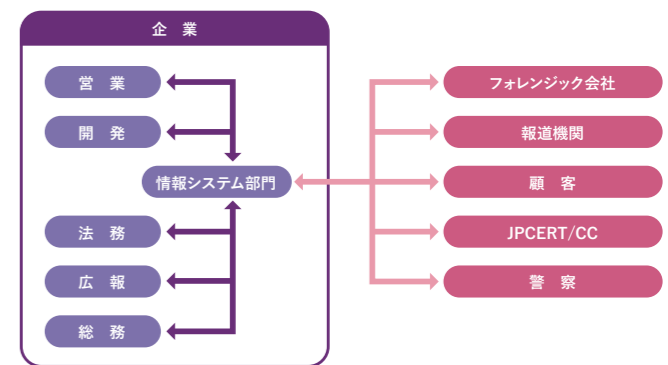 企 業
営 業
開 発
情報システム部門
法 務
広 報
総 務
フォレンジック会社
報道機関
顧 客
JPCERT/CC
警 察